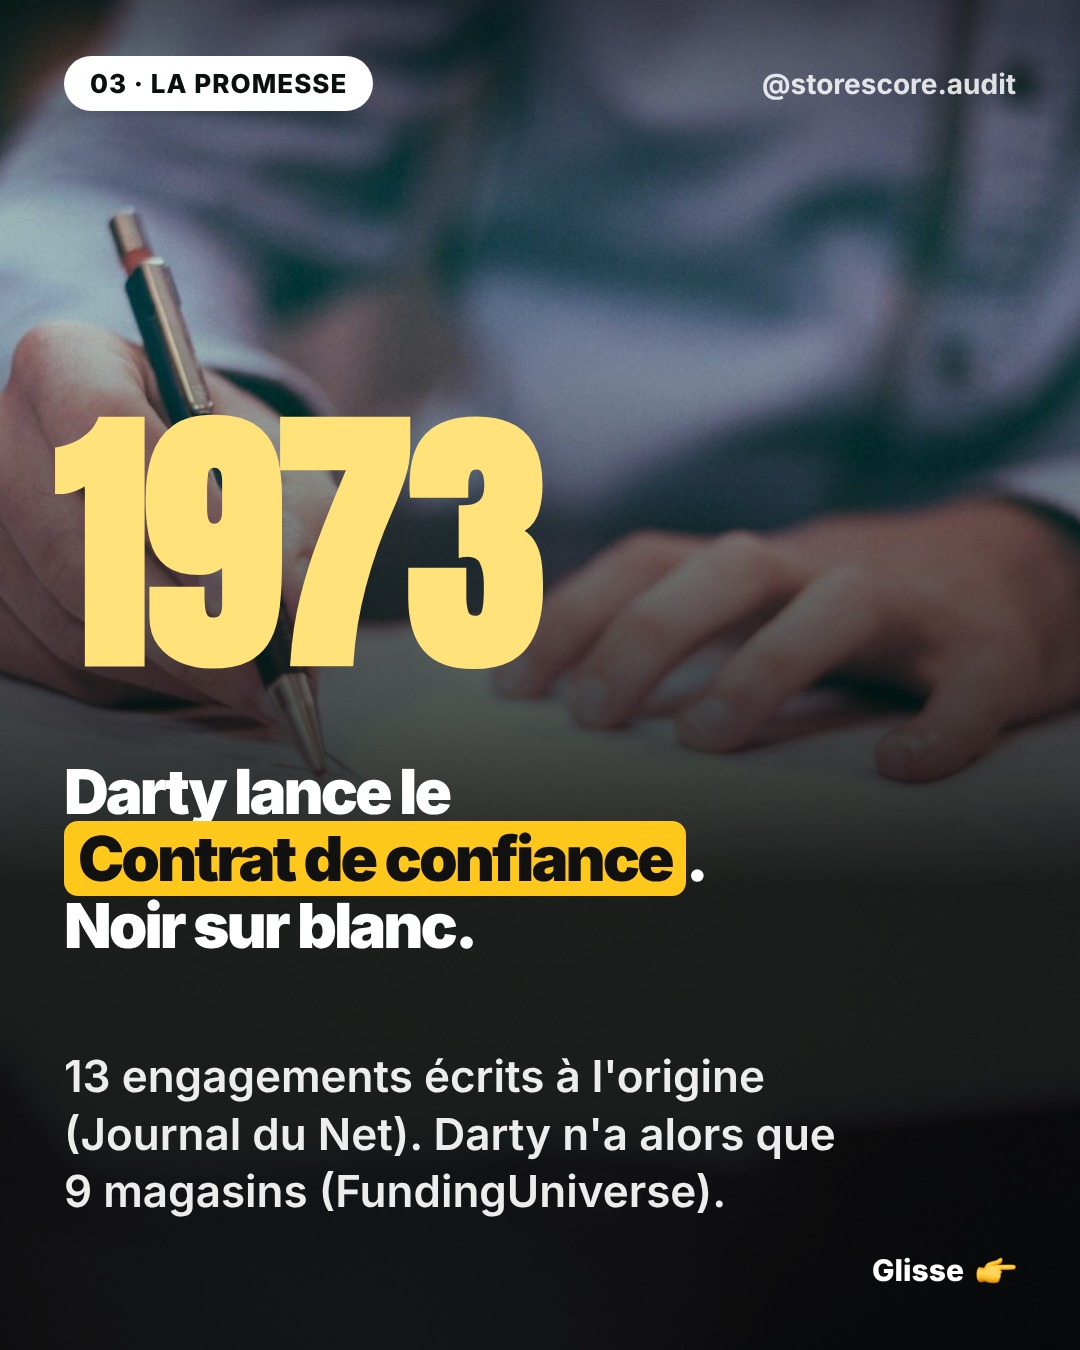 03 · LA PROMESSE
@storescore.audit
1973
Darty lance le
Contrat de confiance.
Noir sur blanc.
13 engagements écrits à l'origine
(Journal du Net). Darty n'a alors que
9 magasins (FundingUniverse).
Glisse 👉